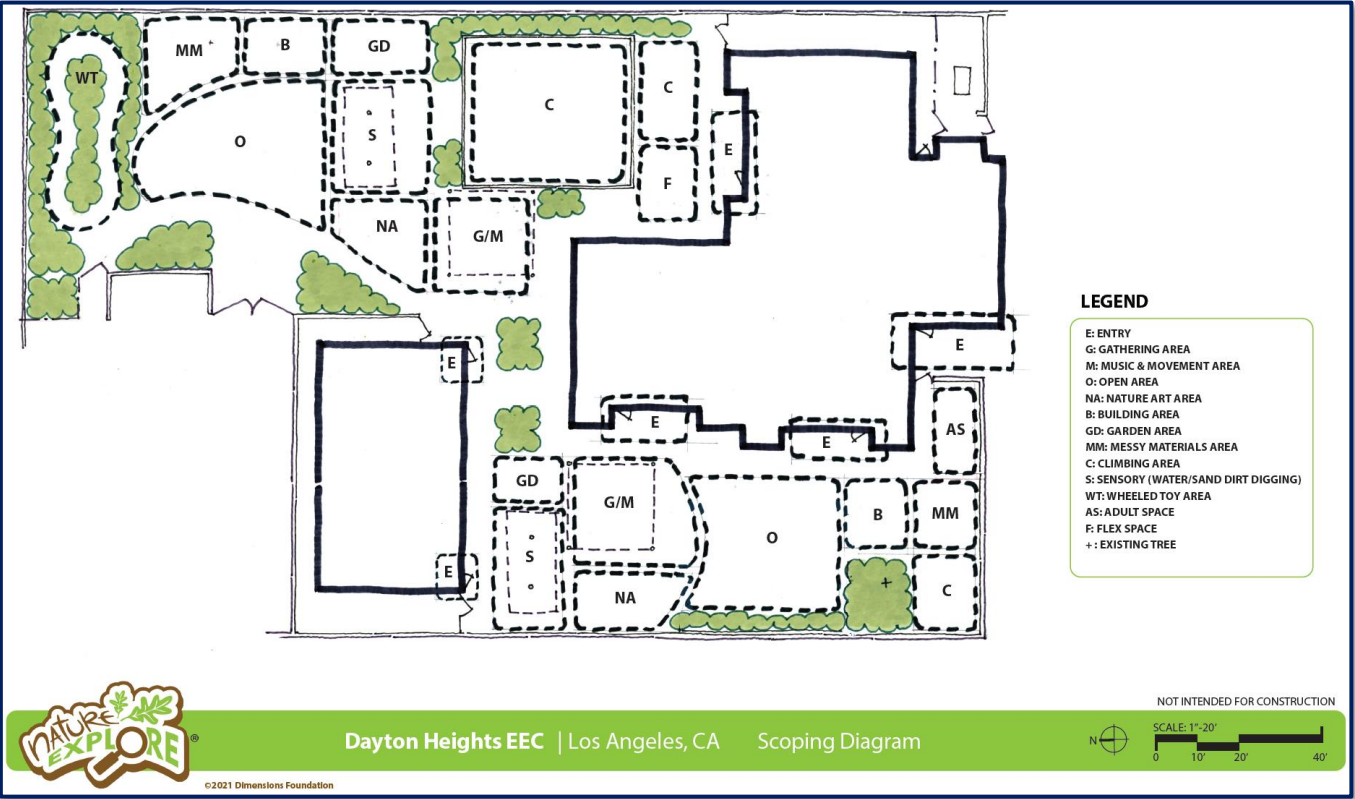 MM
B
GD
WT
C
C
O
S
E
F
NA
G/M
E
E
E
E
AS
GD
G/M
B
MM
S
O
E
NA
C
LEGEND
E: ENTRY
G: GATHERING AREA
M: MUSIC & MOVEMENT AREA
O: OPEN AREA
NA: NATURE ART AREA
B: BUILDING AREA
GD: GARDEN AREA
MM: MESSY MATERIALS AREA
C: CLIMBING AREA
S: SENSORY (WATER/SAND DIRT DIGGING)
WT: WHEELED TOY AREA
AS: ADULT SPACE
F: FLEX SPACE
+ : EXISTING TREE
NOT INTENDED FOR CONSTRUCTION
NATURE
EXPLORE ®
Dayton Heights EEC | Los Angeles, CA Scoping Diagram
N
SCALE: 1"-20'
0 10' 20' 40'
©2021 Dimensions Foundation